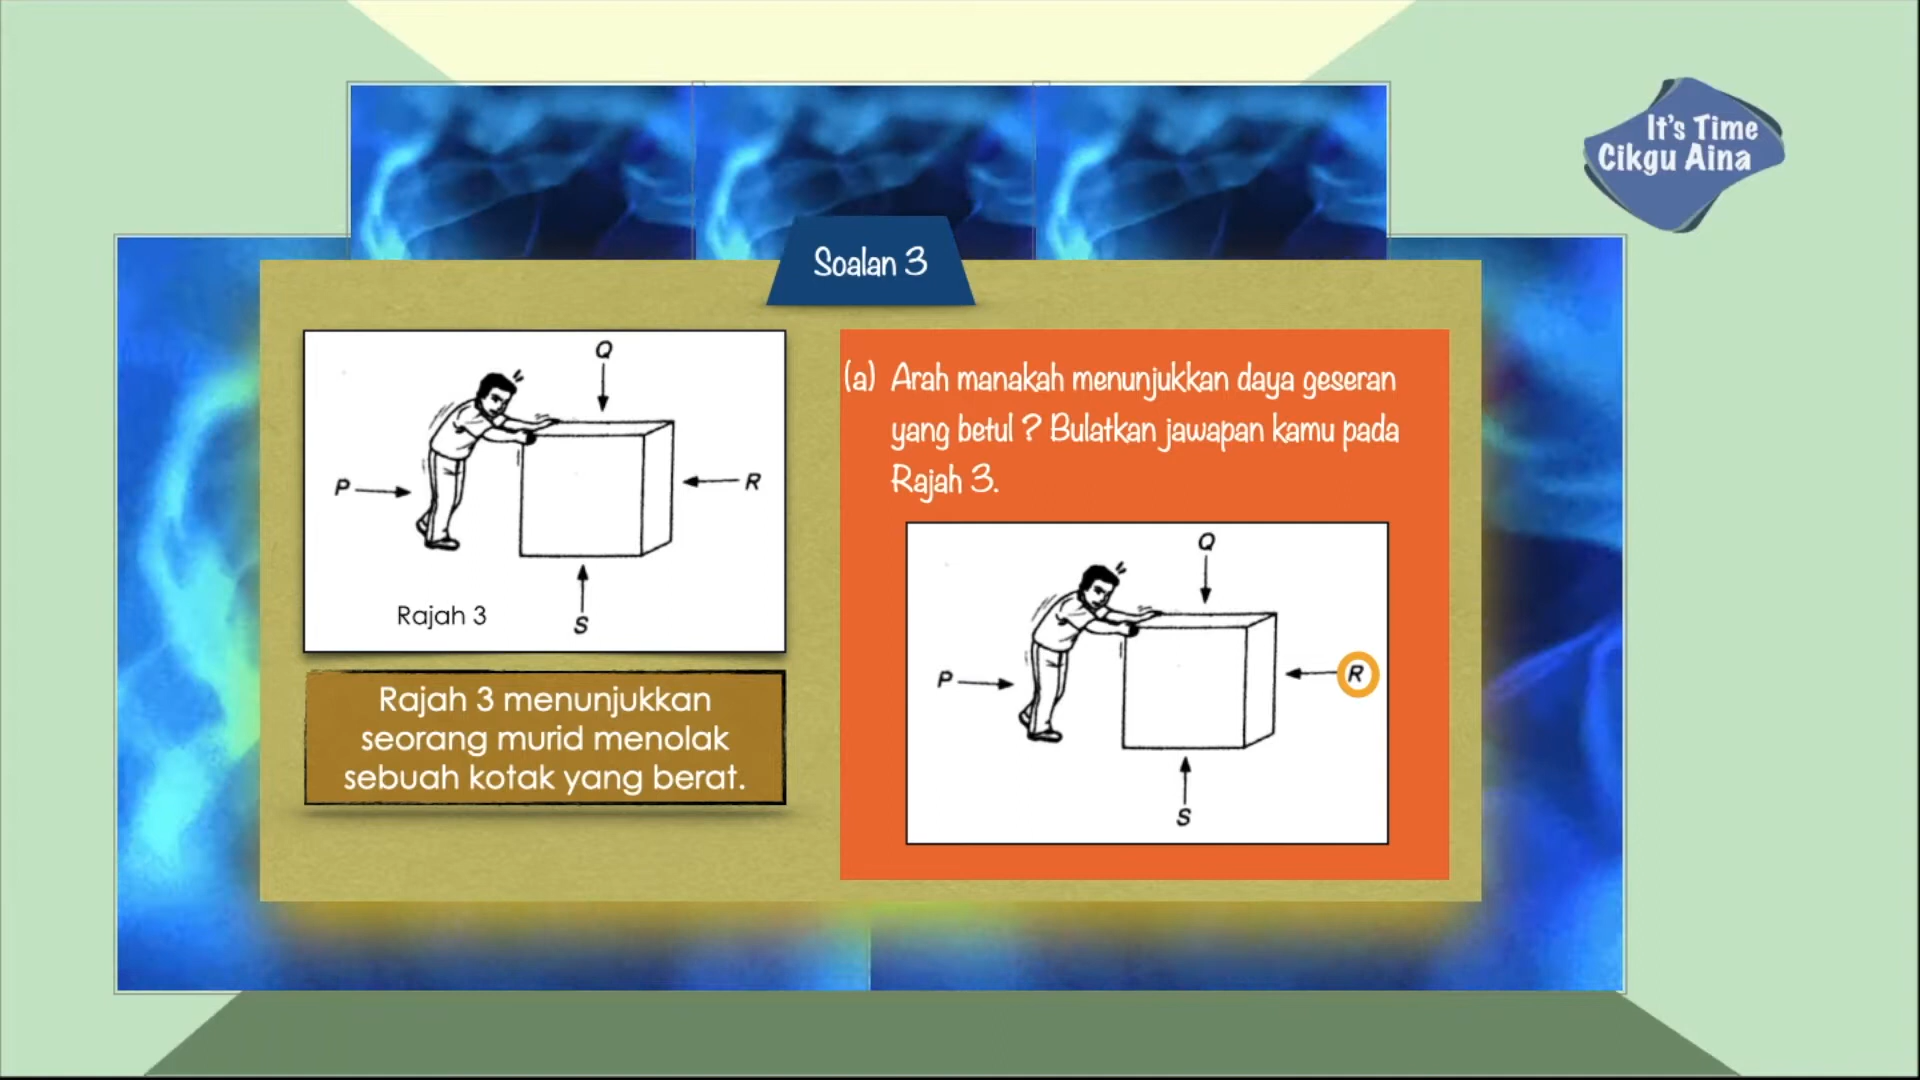 It's Time
Cikgu Aina
Soalan 3
Q
P
R
S
Rajah 3
Rajah 3 menunjukkan
seorang murid menolak
sebuah kotak yang berat.
(a) Arah manakah menunjukkan daya geseran
yang betul ? Bulatkan jawapan kamu pada
Rajah 3.
Q
P
R
S